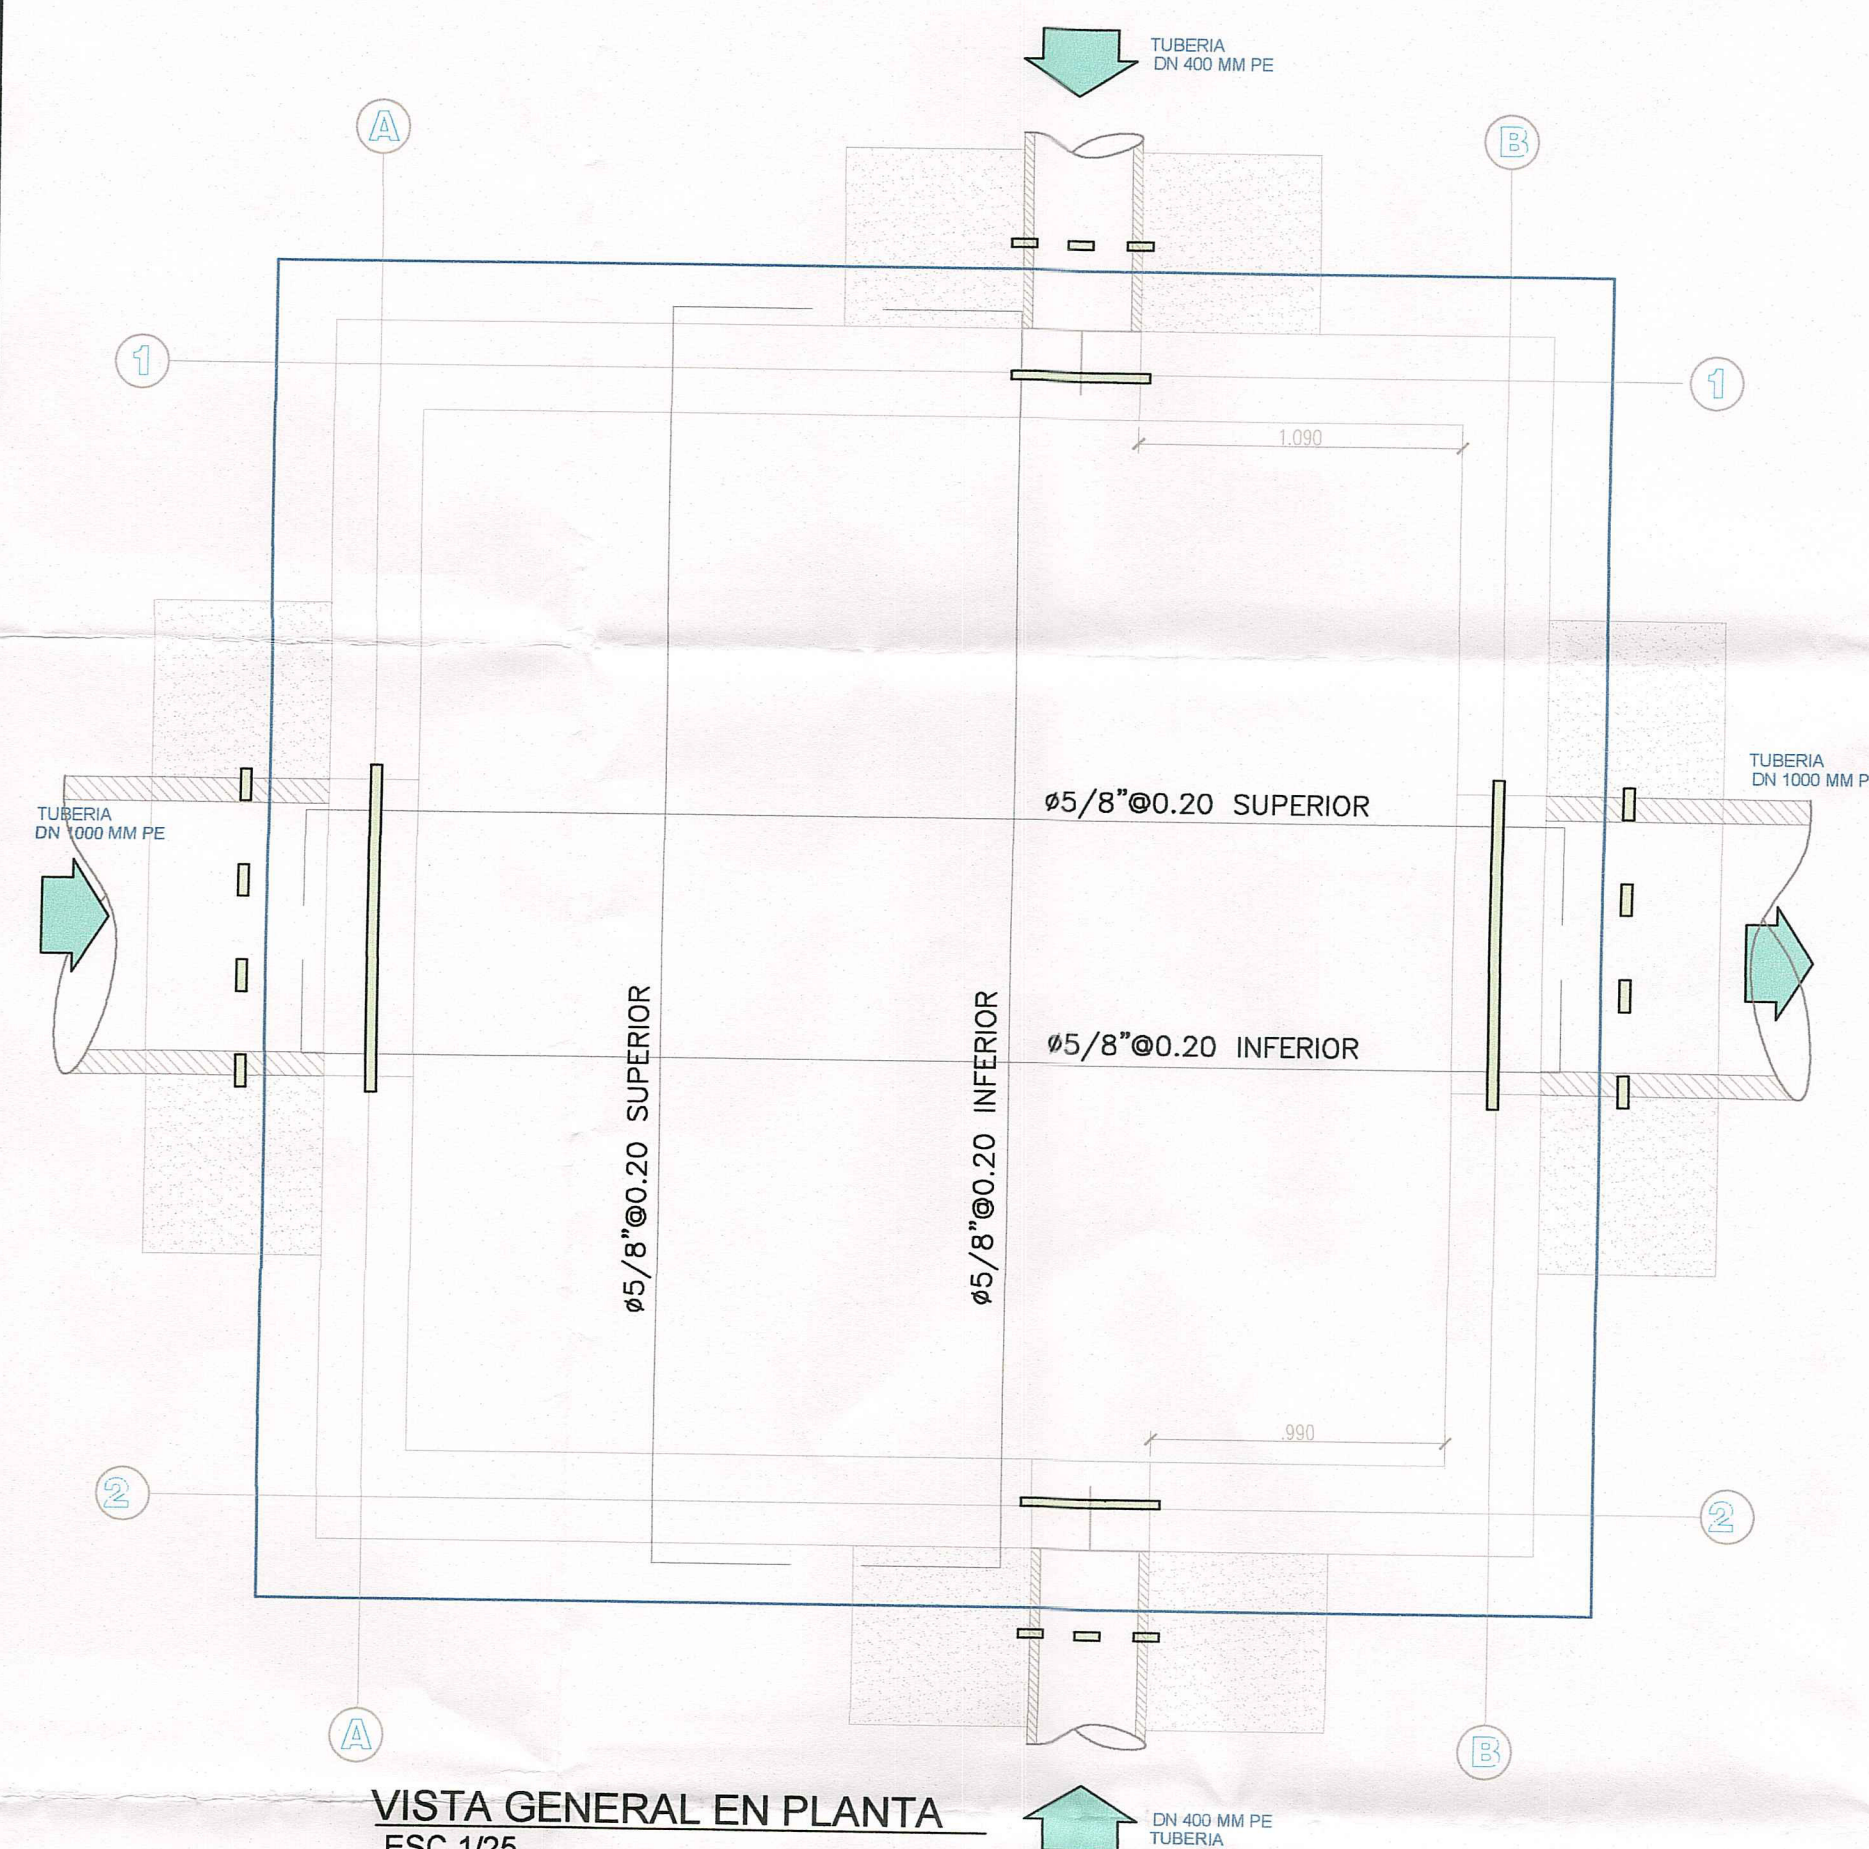 TUBERIA
DN 400 MM PE
A
B
1
1
1.090
TUBERIA
DN 1000 MM P
ø5/8"@0.20 SUPERIOR
TUBERIA
DN 1000 MM PE
ø5/8"@0.20 SUPERIOR
ø5/8"@0.20 INFERIOR
ø5/8"@0.20 INFERIOR
.990
2
2
A
B
VISTA GENERAL EN PLANTA
ESC 1/25
DN 400 MM PE
TUBERIA